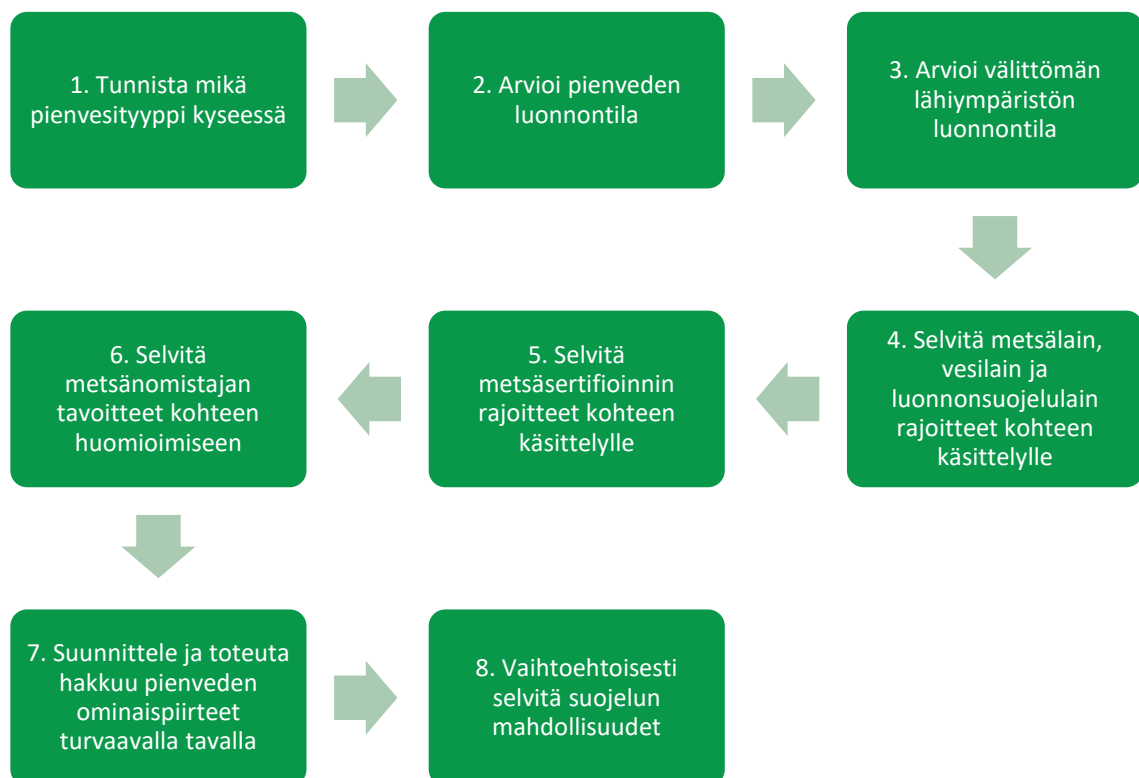 1. Tunnista mikä
pienvesityyppi kyseessä
2. Arvioi pienveden
luonnontila
3. Arvioi välittömän
lähiympäristön
luonnontila
4. Selvitä metsälain,
vesilain ja
luonnonsuojelulain
rajoitteet kohteen
käsittelylle
5. Selvitä
metsäsertifioinnin
rajoitteet kohteen
käsittelylle
6. Selvitä
metsänomistajan
tavoitteet kohteen
huomioimiseen
7. Suunnittele ja toteuta
hakkuu pienveden
ominaispiirteet
turvaavalla tavalla
8. Vaihtoehtoisesti
selvitä suojelun
mahdollisuudet